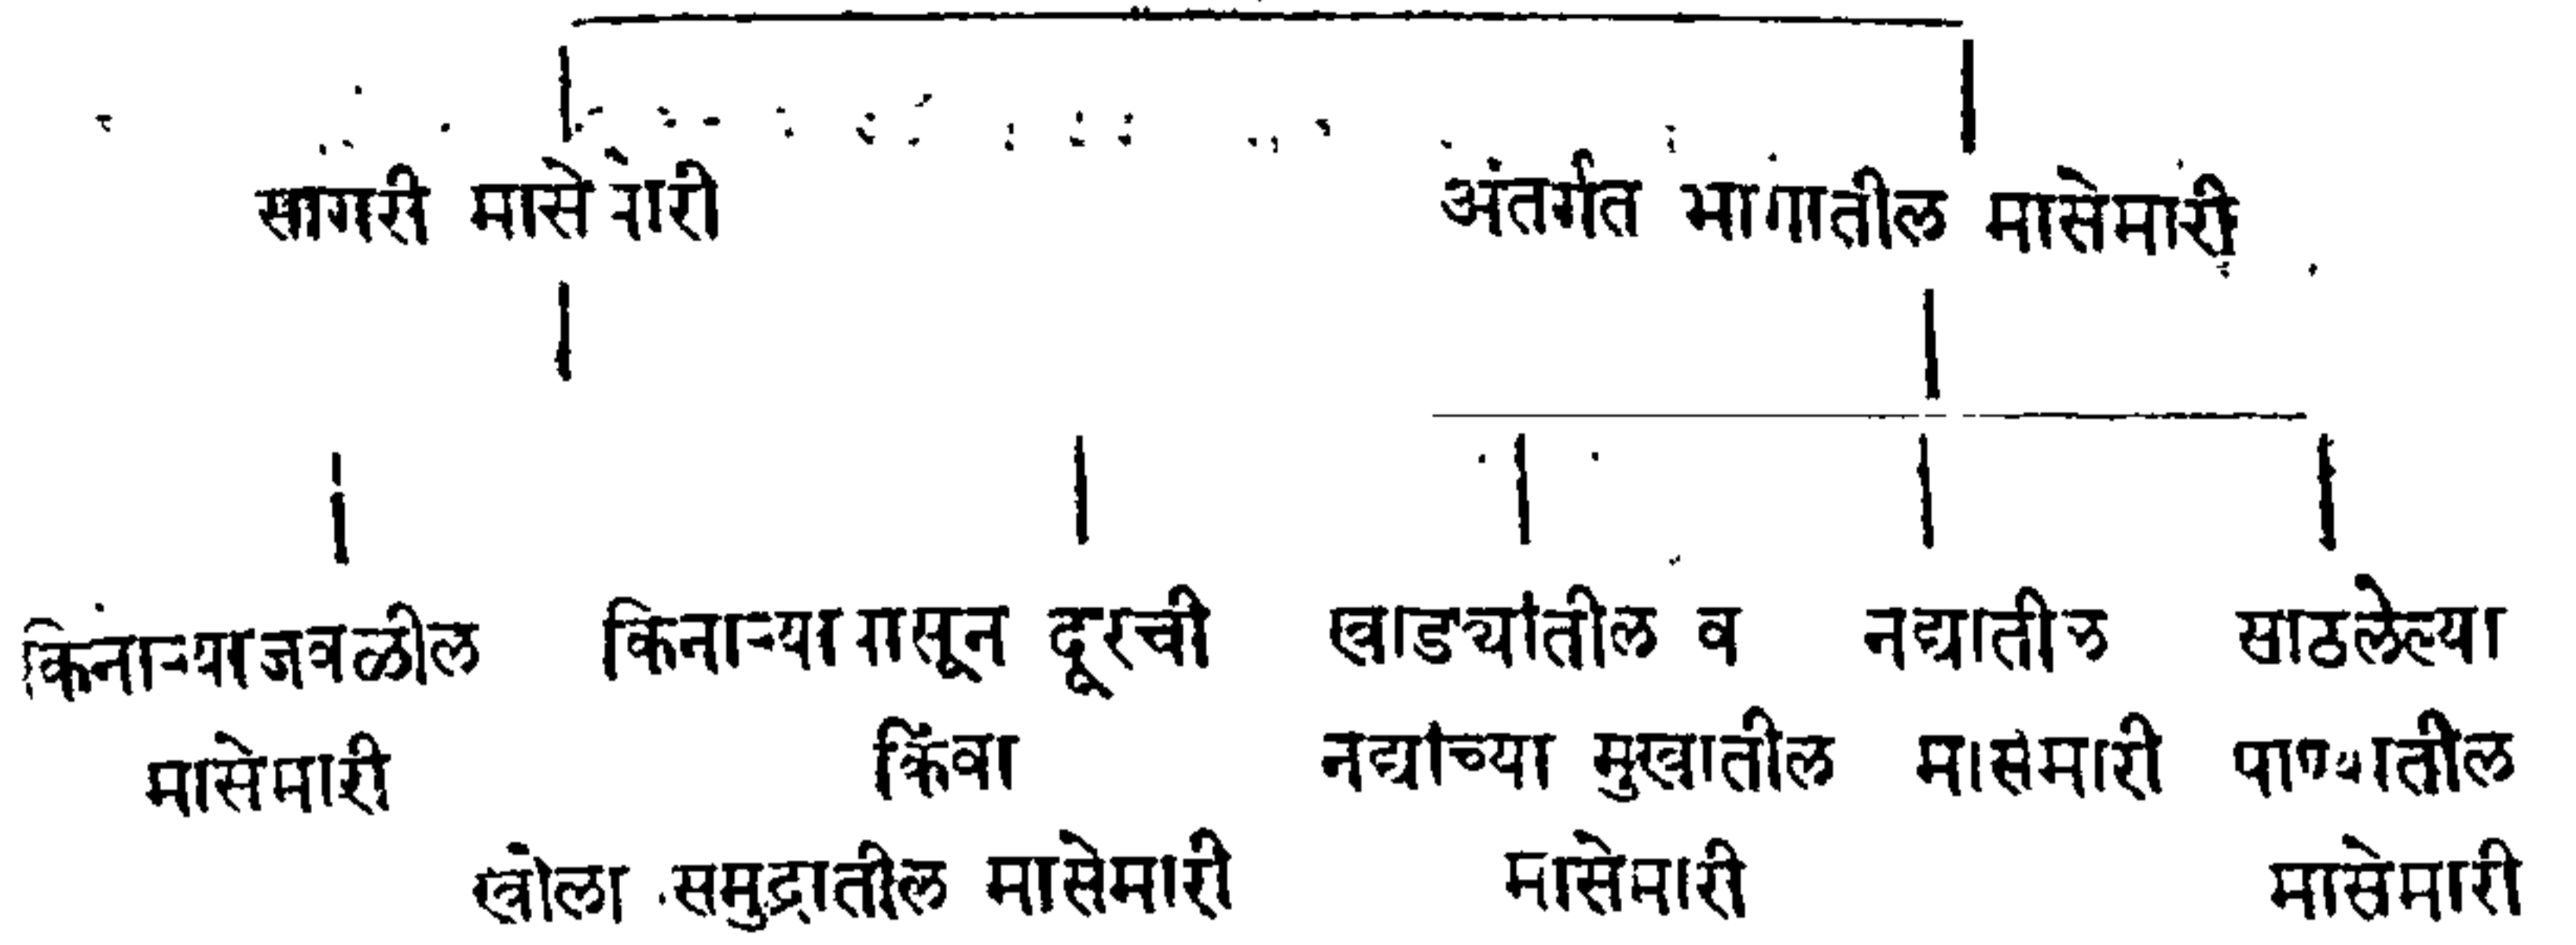 सागरी मासेमारी अंतर्गत भागातील मासेमारी
किनाऱ्याजवळील किनाऱ्यापासून दूरची खाड्यांतील व नद्यातील साठलेल्या
मासेमारी किंवा नद्यांच्या मुखातील मासेमारी पाण्यातील
खोला समुद्रातील मासेमारी मासेमारी मासेमारी